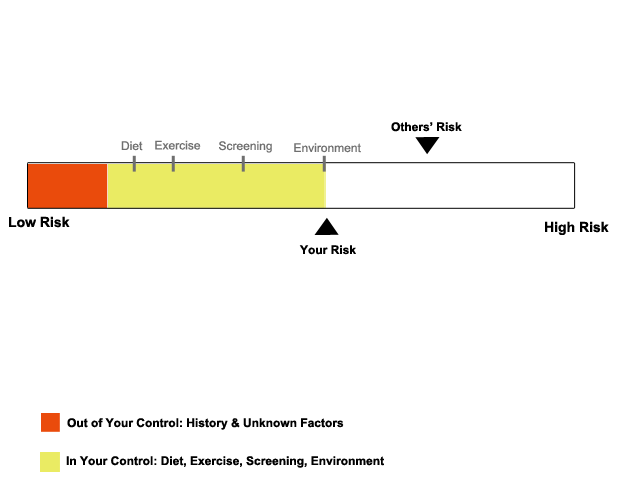 Others’ Risk
Diet Exercise Screening Environment
Low Risk
High Risk
Your Risk
Out of Your Control: History & Unknown Factors
In Your Control: Diet, Exercise, Screening, Environment